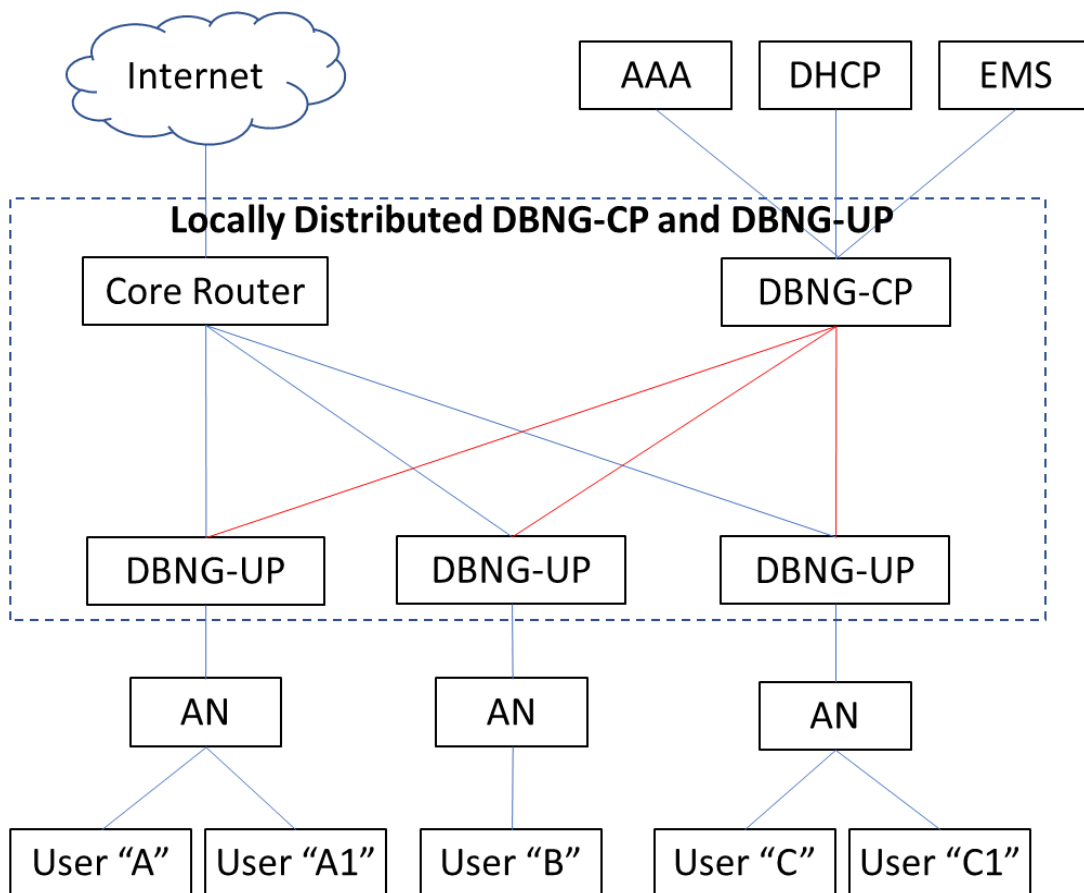 Internet
AAA
DHCP
EMS
Locally Distributed DBNG-CP and DBNG-UP
Core Router
DBNG-CP
DBNG-UP
DBNG-UP
DBNG-UP
AN
AN
AN
User “A”
User “A1”
User “B”
User “C”
User “C1”